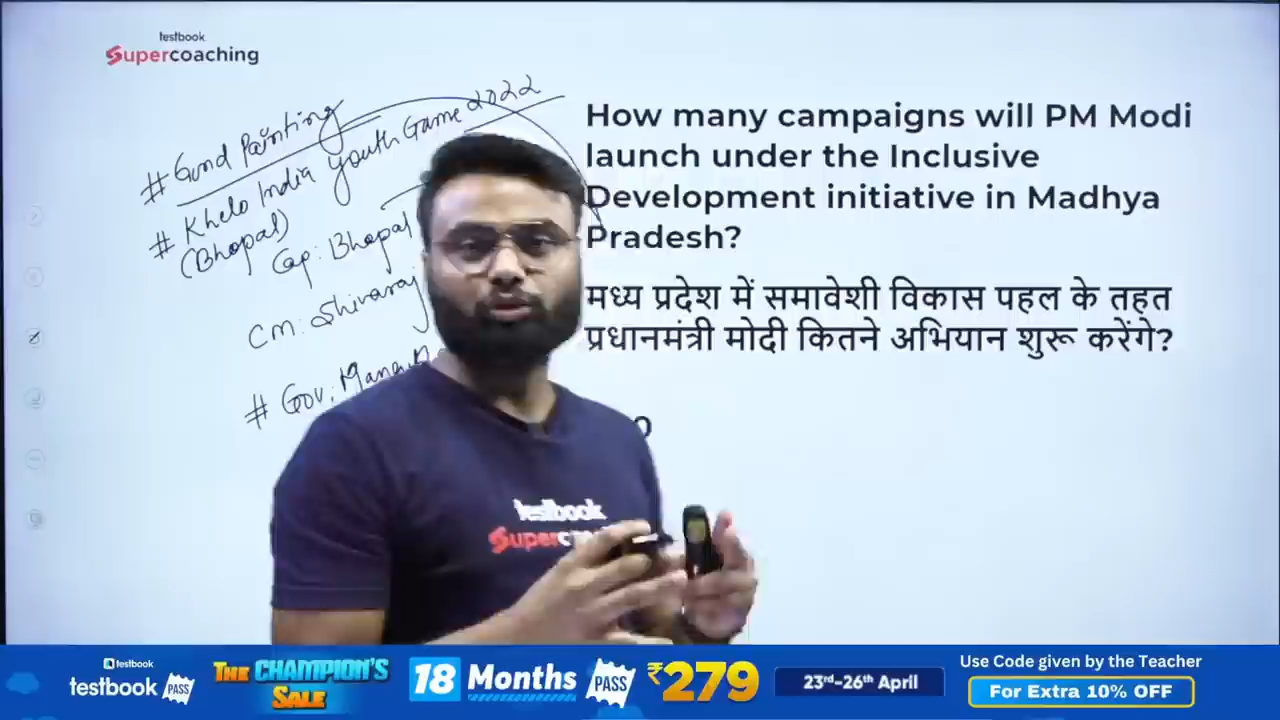 testbook
Supercoaching
# Gond Painting
# Khelo India Youth Game 2022
(Bhopal)
Cap: Bhopal
CM: Shivaraj
# Gov: Mangu
How many campaigns will PM Modi
launch under the Inclusive
Development initiative in Madhya
Pradesh?
मध्य प्रदेश में समावेशी विकास पहल के तहत
प्रधानमंत्री मोदी कितने अभियान शुरू करेंगे?
testbook
Supercoaching
testbook
testbook PASS
THE CHAMPION'S
SALE
18 Months PASS ₹279
23rd-26th April
Use Code given by the Teacher
For Extra 10% OFF